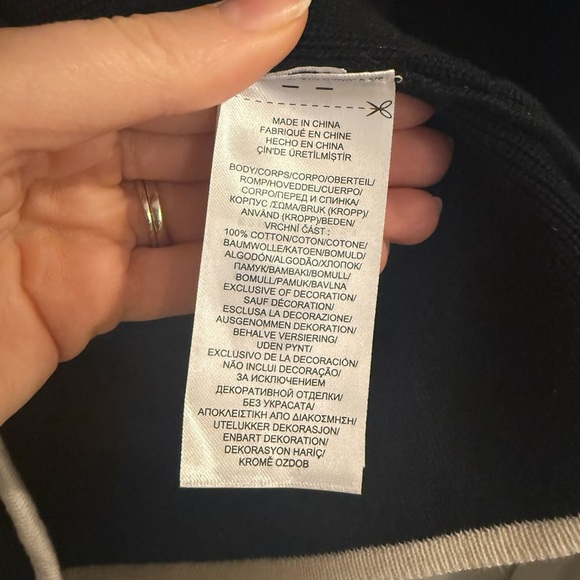 MADE IN CHINA
FABRIQUÉ EN CHINE
HECHO EN CHINA
ÇİN'DE ÜRETİLMİŞTİR
BODY/CORPS/CORPO/OBERTEIL/
ROMP/HOVEDDEL/CUERPO/
CORPO/ПЕРЕД И СПИНКА/
КОРПУС /ΣΩΜΑ/BRUK (KROPP)/
ANVÄND (KROPP)/BEDEN/
VRCHNÍ ČÁST :
100% COTTON/COTON/COTONE/
BAUMWOLLE/KATOEN/BOMULD/
ALGODÓN/ALGODÃO/ХЛОПОК/
ПАМУК/ΒΑΜΒΑΚΙ/BOMULL/
BOMULL/PAMUK/BAVLNA
EXCLUSIVE OF DECORATION/
SAUF DÉCORATION/
ESCLUSA LA DECORAZIONE/
AUSGENOMMEN DEKORATION/
BEHALVE VERSIERING/
UDEN PYNT/
EXCLUSIVO DE LA DECORACIÓN/
NÃO INCLUI DECORAÇÃO/
ЗА ИСКЛЮЧЕНИЕМ
ДЕКОРАТИВНОЙ ОТДЕЛКИ/
БЕЗ УКРАСАТА/
ΑΠΟΚΛΕΙΣΤΙΚΗ ΑΠΟ ΔΙΑΚΟΣΜΗΣΗ/
UTELUKKER DEKORASJON/
ENBART DEKORATION/
DEKORASYON HARİÇ/
KROMĚ OZDOB